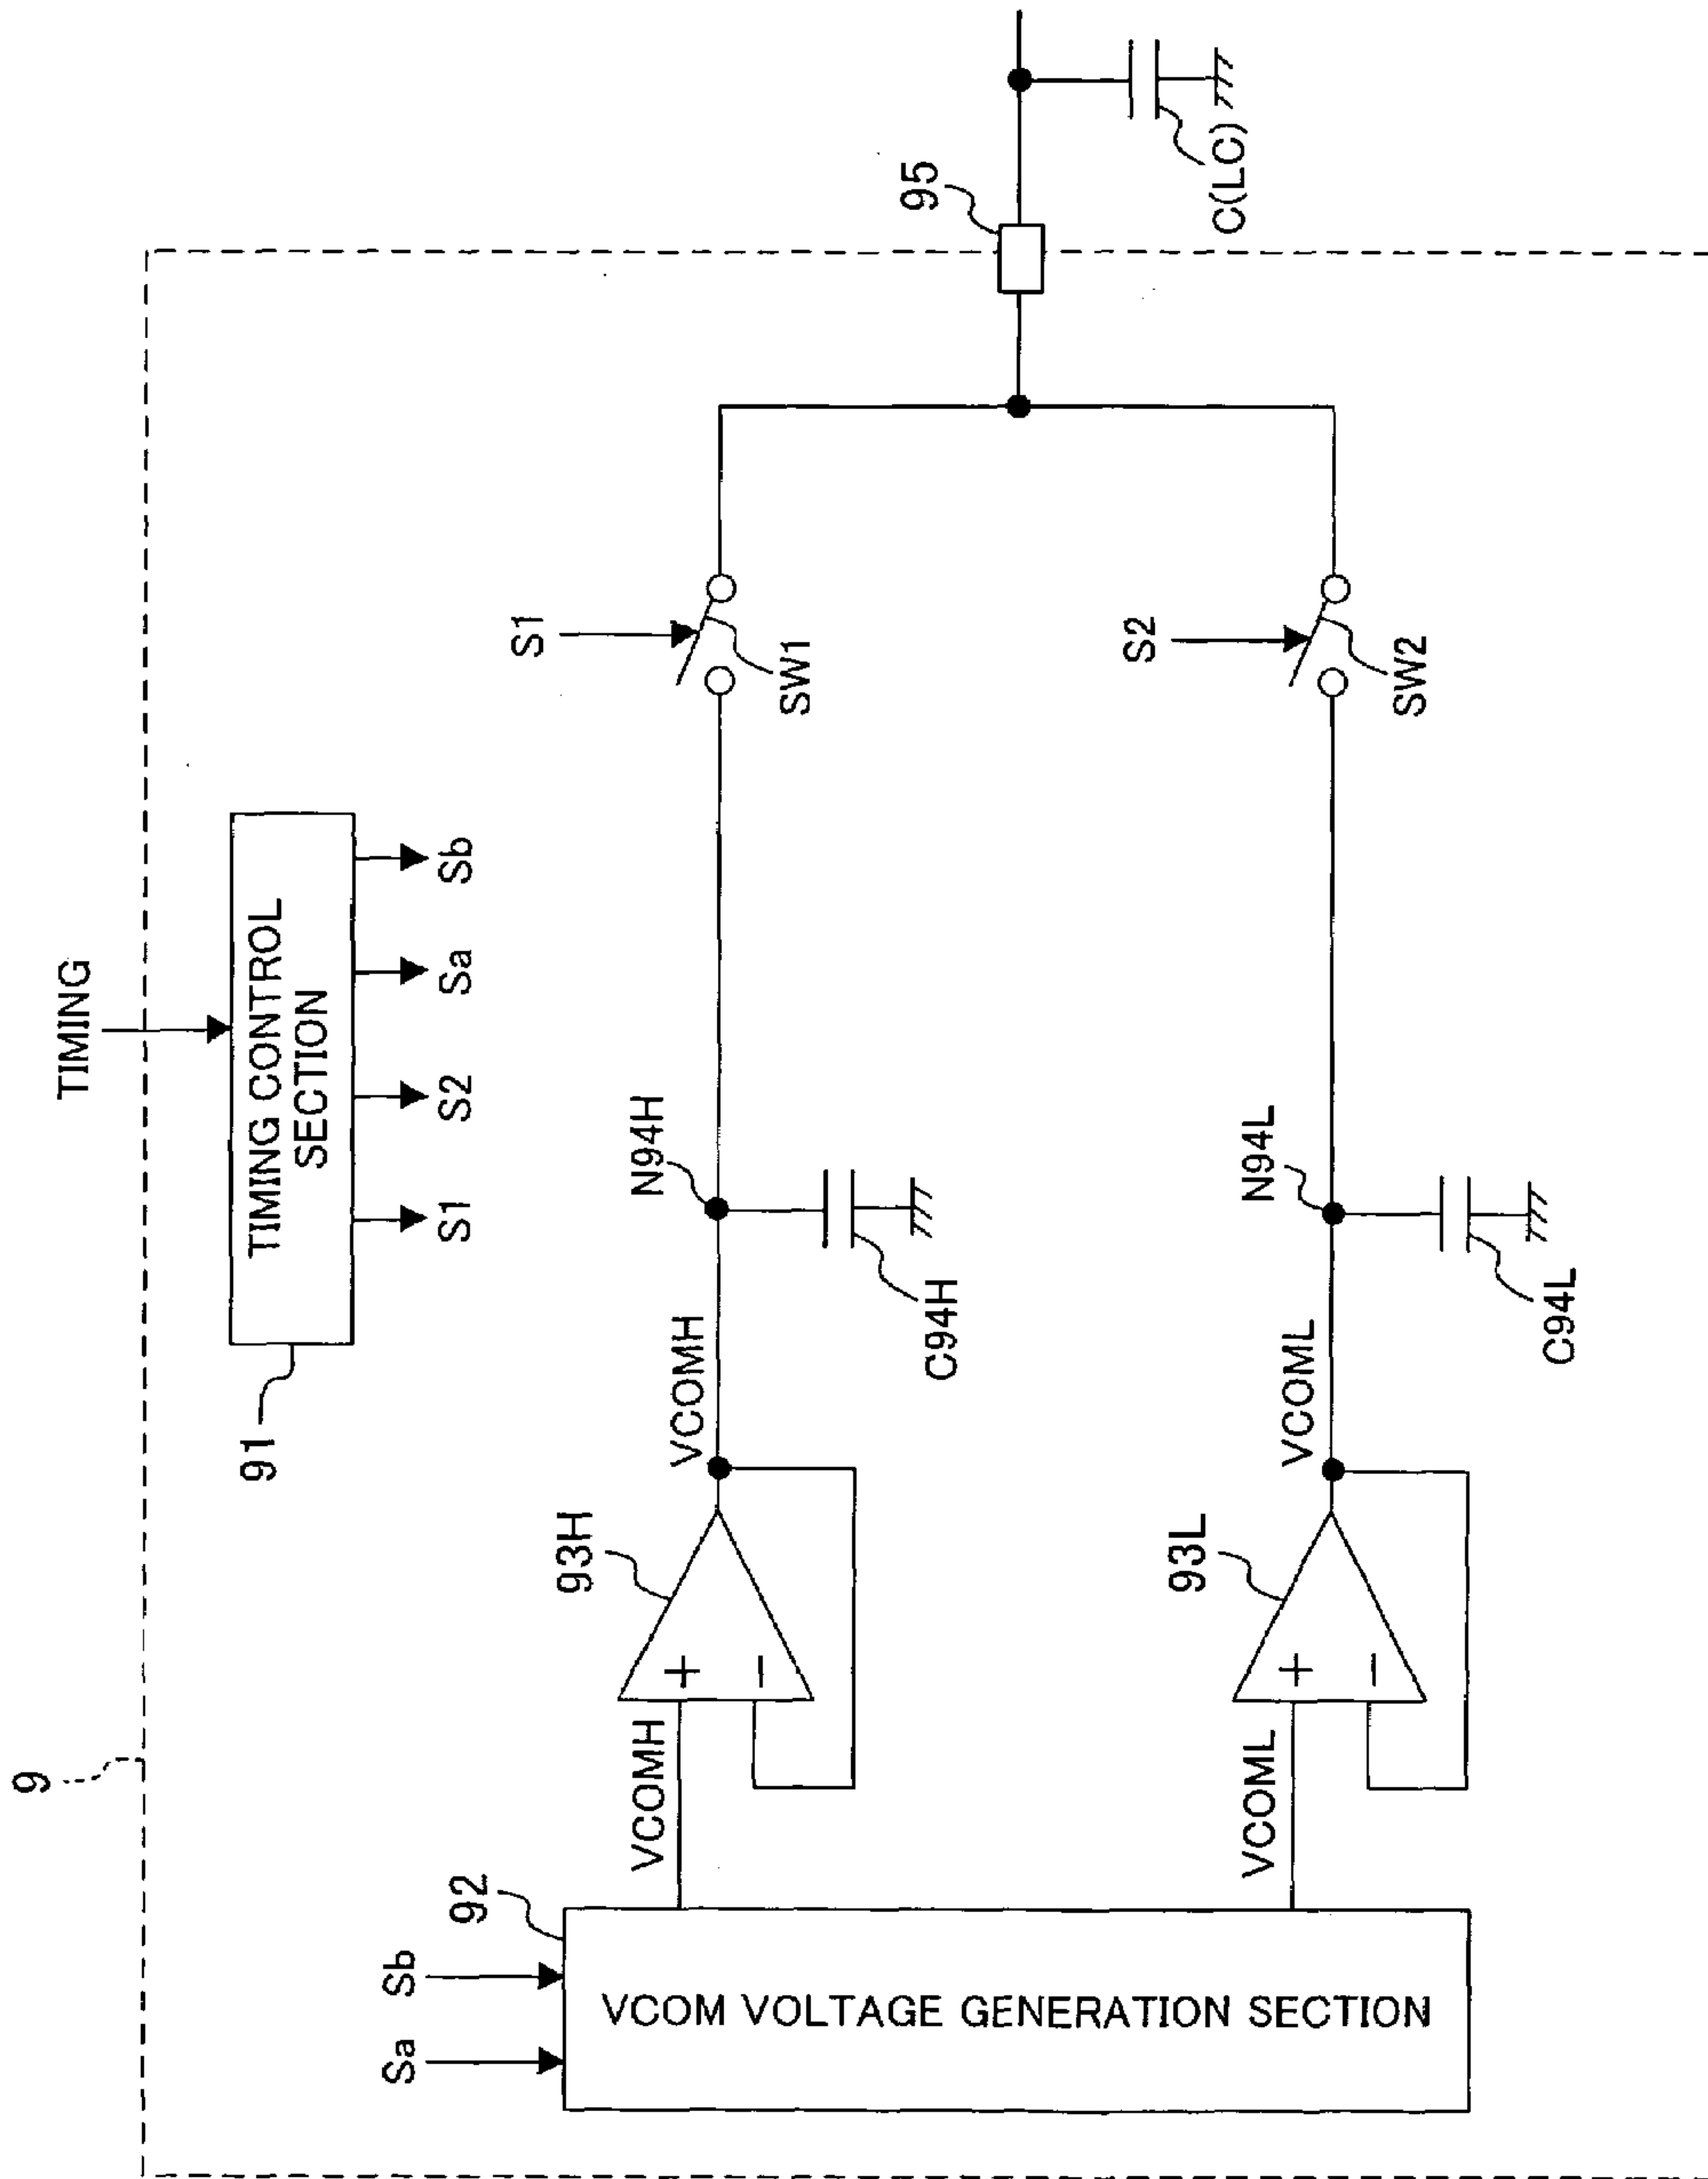 9
TIMING
91
TIMING CONTROL
SECTION
S1
S2
Sa
Sb
Sa
Sb
92
VCOM VOLTAGE GENERATION SECTION
VCOMH
93H
VCOMH
N94H
C94H
S1
SW1
VCOML
93L
VCOML
N94L
C94L
S2
SW2
95
C(LC)